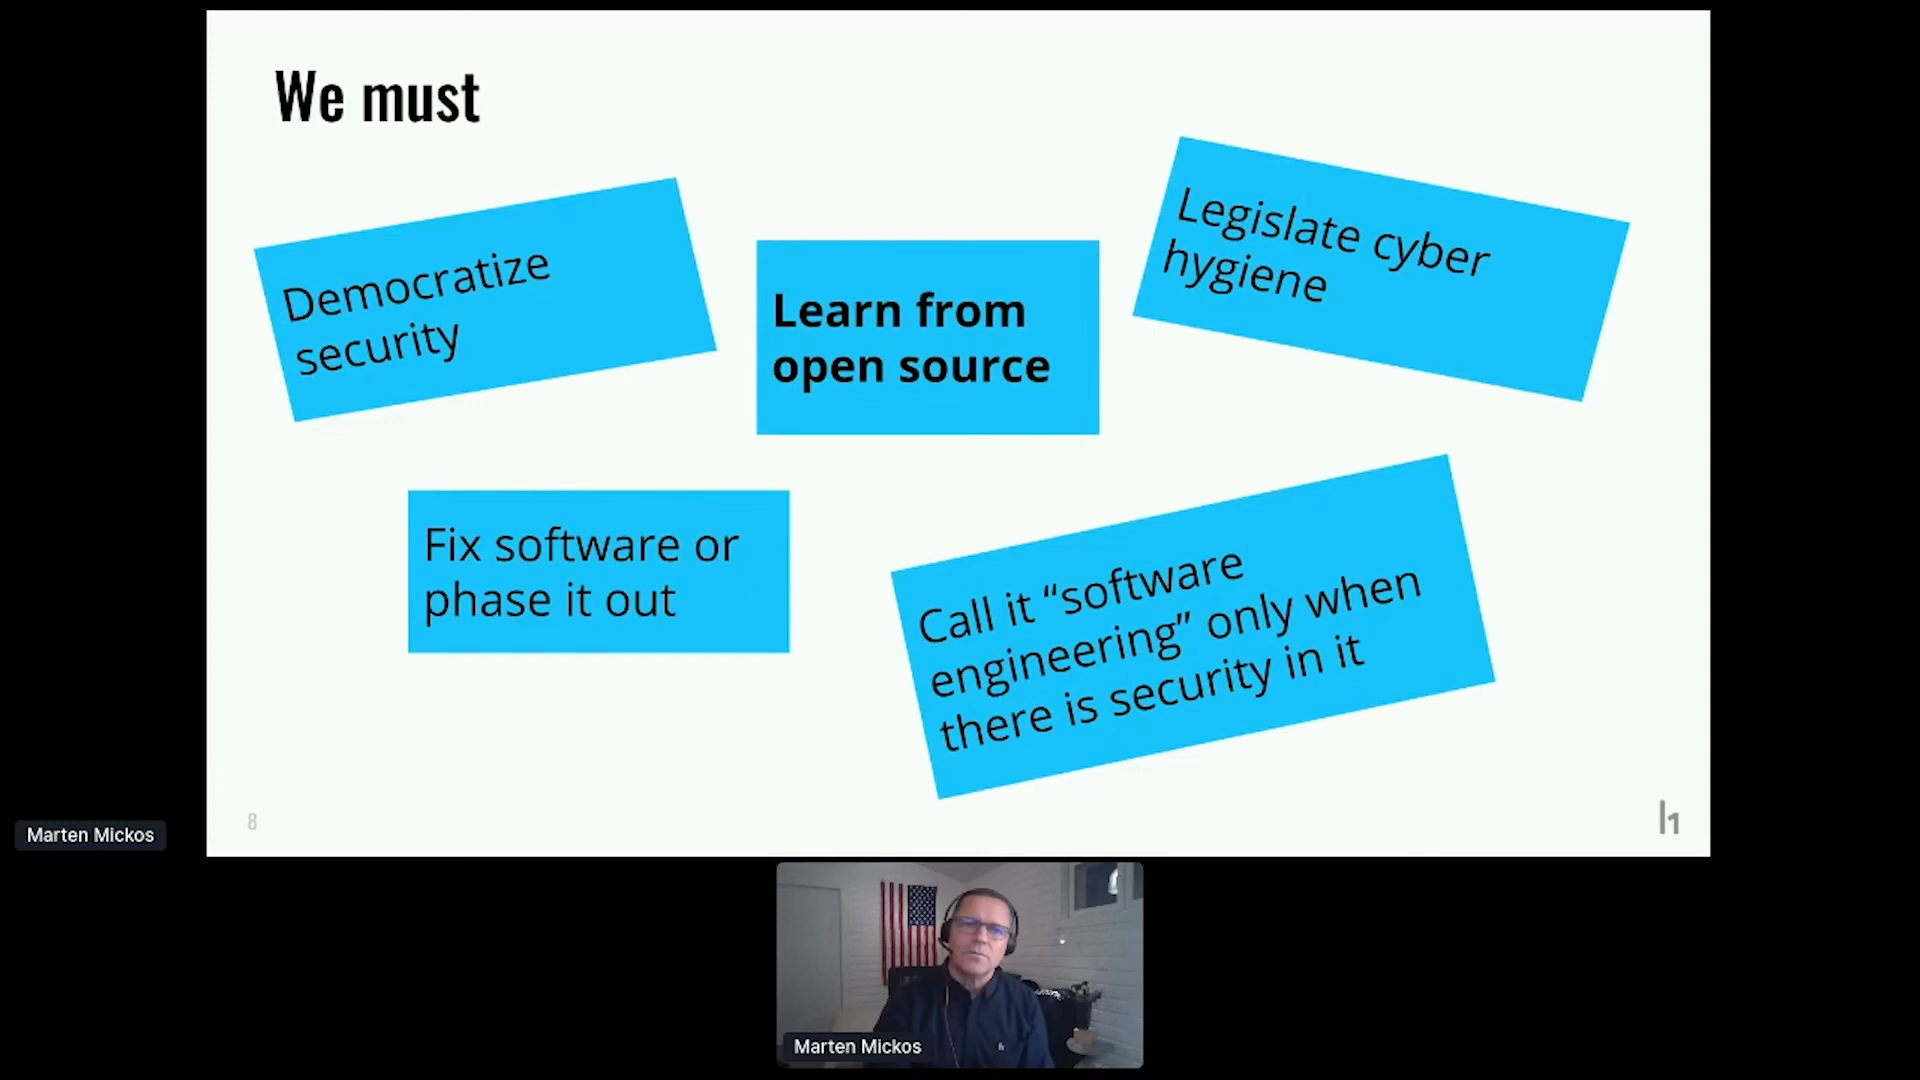 We must
Democratize
security
Learn from
open source
Legislate cyber
hygiene
Fix software or
phase it out
Call it “software
engineering” only when
there is security in it
8
l1
Marten Mickos
Marten Mickos